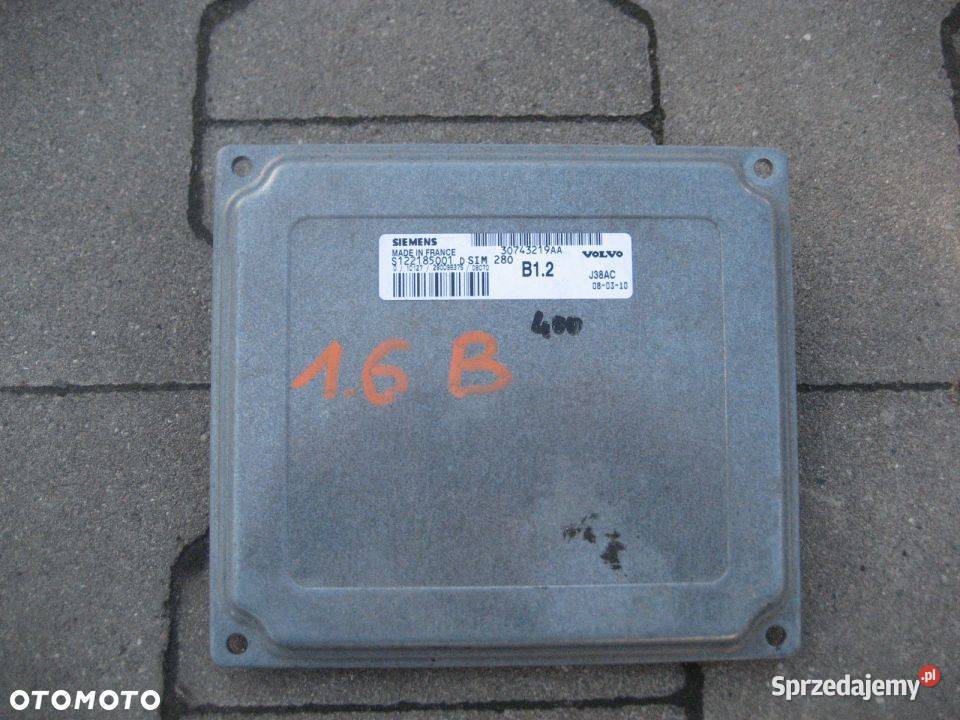 SIEMENS
MADE IN FRANCE
30743219AA
VOLVO
S122185001 D SIM 280
B1.2
J38AC
08-03-10
400
1.6 B
OTOMOTO
Sprzedajemy.pl